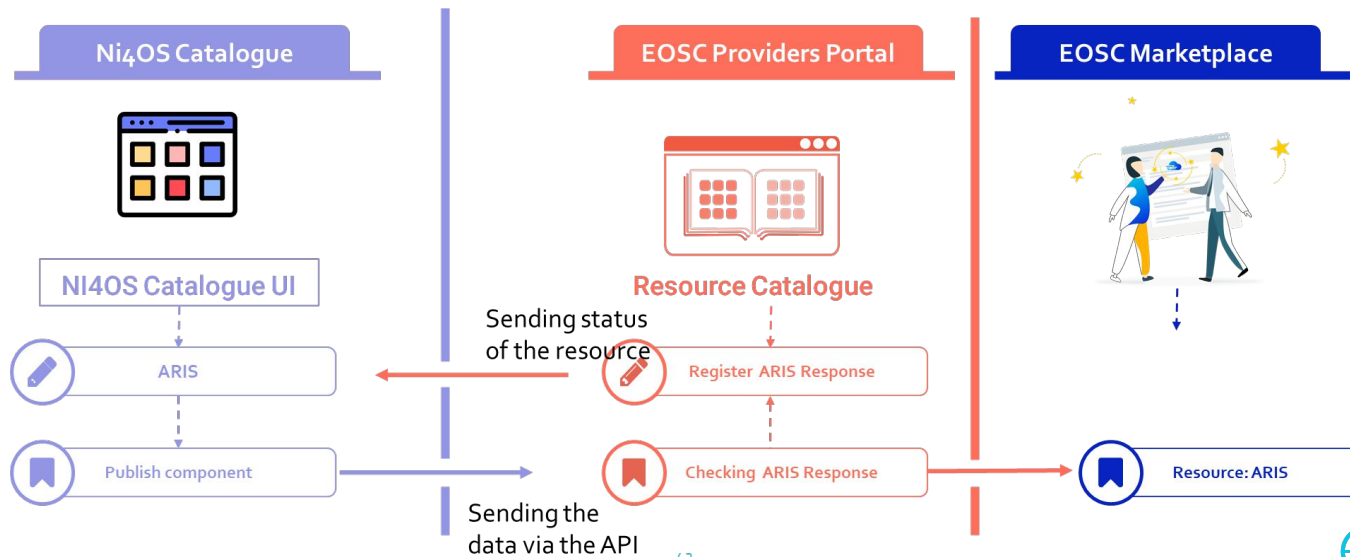 Ni4OS Catalogue
EOSC Providers Portal
EOSC Marketplace
NI4OS Catalogue UI
Resource Catalogue
Sending status
of the resource
ARIS
Register ARIS Response
Publish component
Checking ARIS Response
Resource: ARIS
Sending the
data via the API